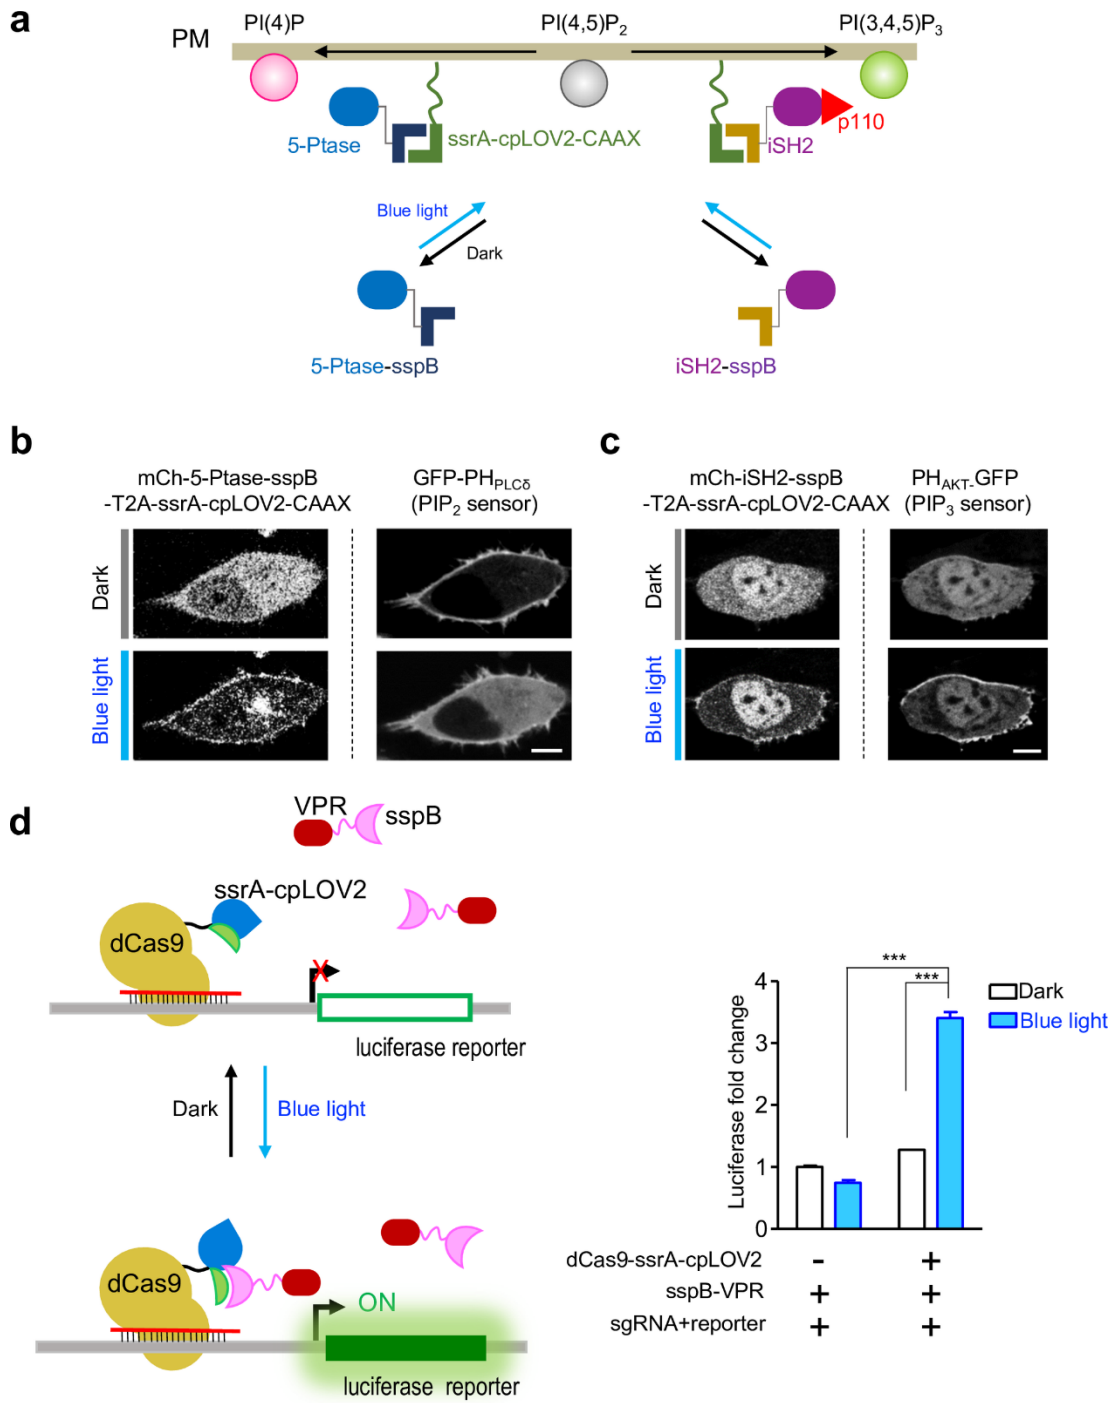 a
PM
PI(4)P
PI(4,5)P2
PI(3,4,5)P3
5-Ptase
ssrA-cpLOV2-CAAX
iSH2
p110
Blue light
Dark
5-Ptase-sspB
iSH2-sspB
b
mCh-5-Ptase-sspB
-T2A-ssrA-cpLOV2-CAAX
GFP-PHPLCδ
(PIP2 sensor)
Dark
Blue light
c
mCh-iSH2-sspB
-T2A-ssrA-cpLOV2-CAAX
PHAKT-GFP
(PIP3 sensor)
Dark
Blue light
d
VPR
sspB
ssrA-cpLOV2
dCas9
X
luciferase reporter
Dark
Blue light
dCas9
ON
luciferase reporter
***
***
Dark
Blue light
Luciferase fold change
4
3
2
1
0
dCas9-ssrA-cpLOV2 - +
sspB-VPR + +
sgRNA+reporter + +